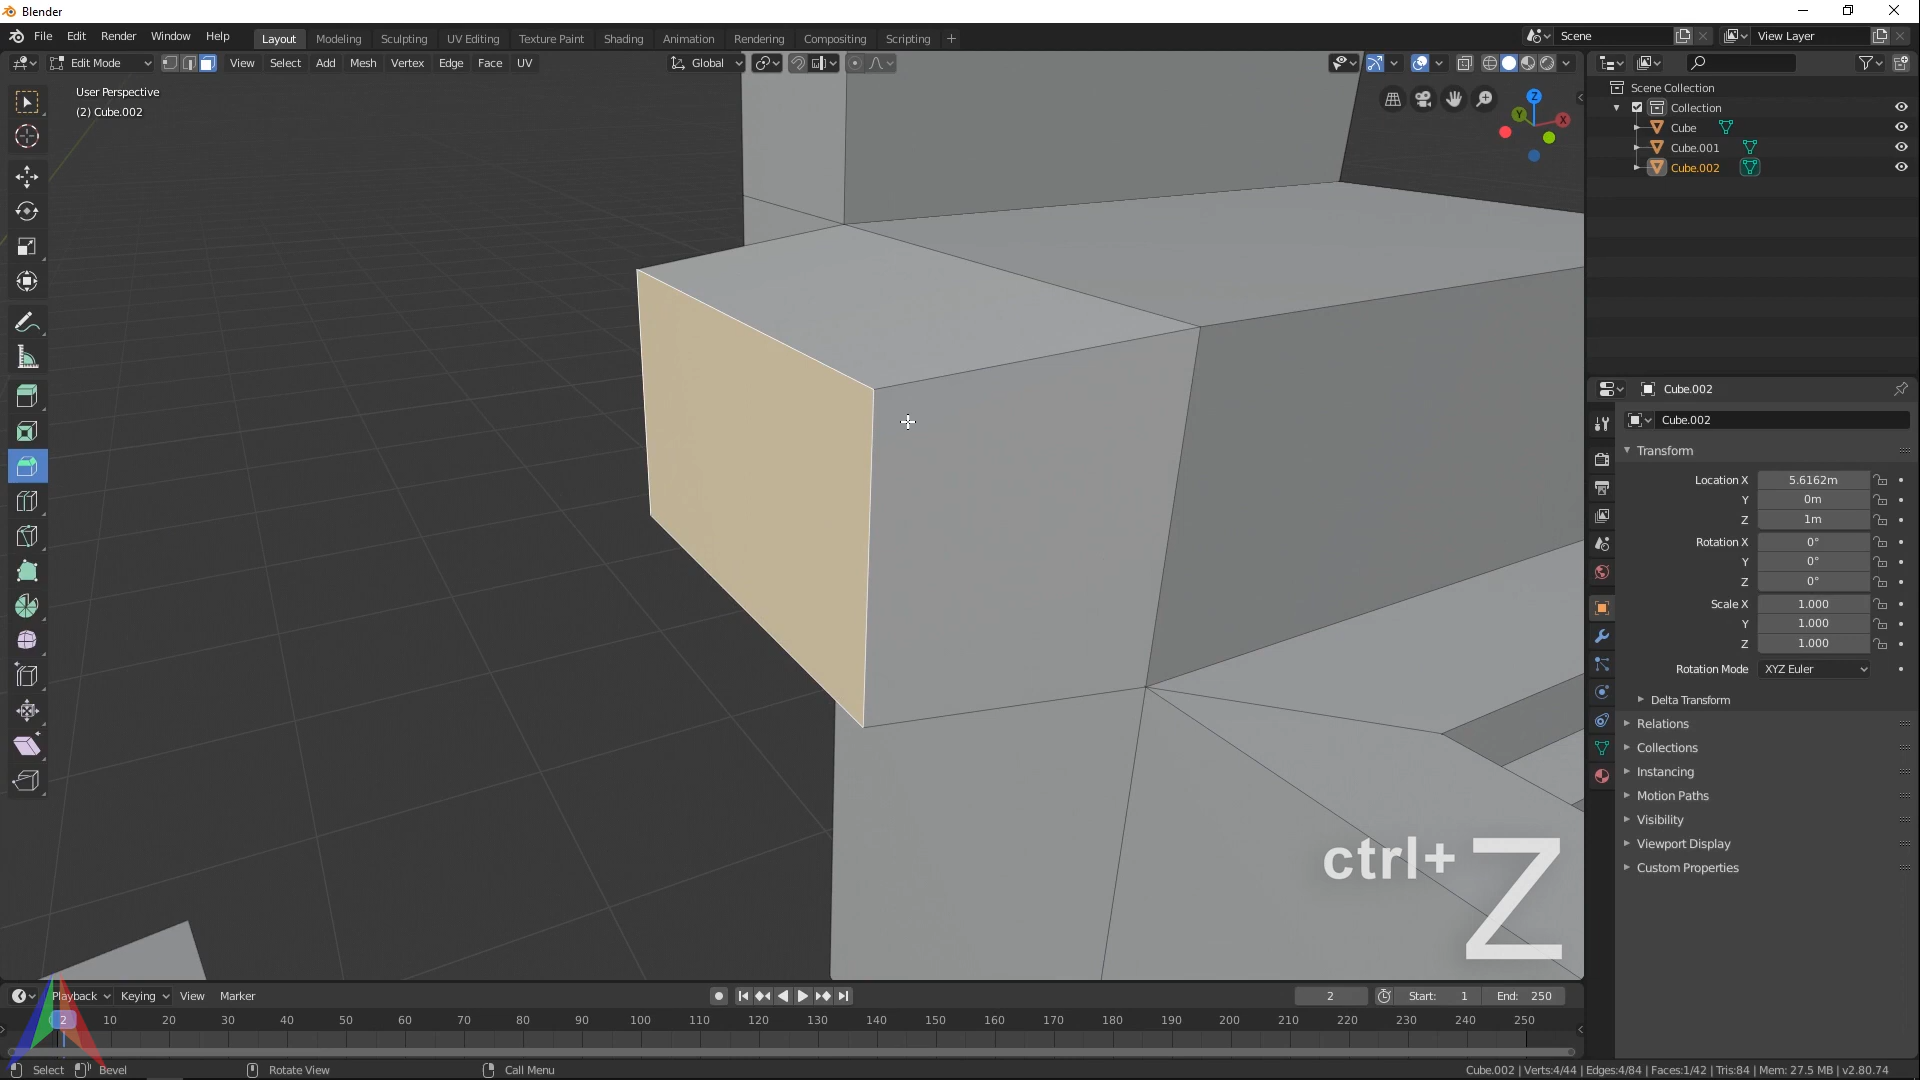 Blender
File Edit Render Window Help
Layout Modeling Sculpting UV Editing Texture Paint Shading Animation Rendering Compositing Scripting +
Scene
View Layer
Edit Mode View Select Add Mesh Vertex Edge Face UV
Global
User Perspective
(2) Cube.002
Z
Y
X
Scene Collection
Collection
Cube
Cube.001
Cube.002
Cube.002
Cube.002
Transform
Location X 5.6162m
Y 0m
Z 1m
Rotation X 0°
Y 0°
Z 0°
Scale X 1.000
Y 1.000
Z 1.000
Rotation Mode XYZ Euler
Delta Transform
Relations
Collections
Instancing
Motion Paths
Visibility
Viewport Display
Custom Properties
ctrl+ Z
Playback Keying View Marker
2
Start: 1
End: 250
2 10 20 30 40 50 60 70 80 90 100 110 120 130 140 150 160 170 180 190 200 210 220 230 240 250
Select Bevel Rotate View Call Menu
Cube.002 | Verts:4/44 | Edges:4/84 | Faces:1/42 | Tris:84 | Mem: 27.5 MB | v2.80.74